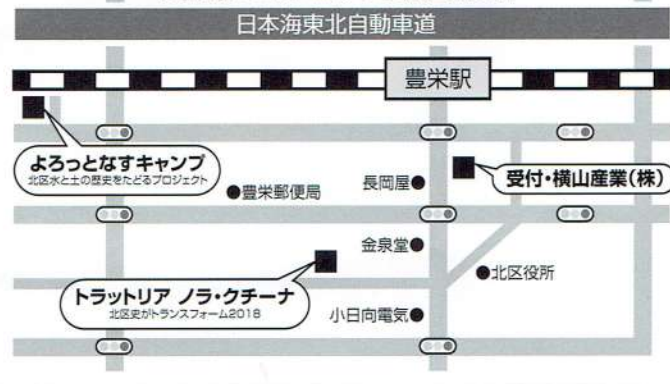 日本海東北自動車道
豊栄駅
よろっとなすキャンプ
北区水と土の歴史をたどるプロジェクト
受付・横山産業(株)
長岡屋
豊栄郵便局
金泉堂
北区役所
トラットリア ノラ・クチーナ
北区史がトランスフォーム2018
小日向電気